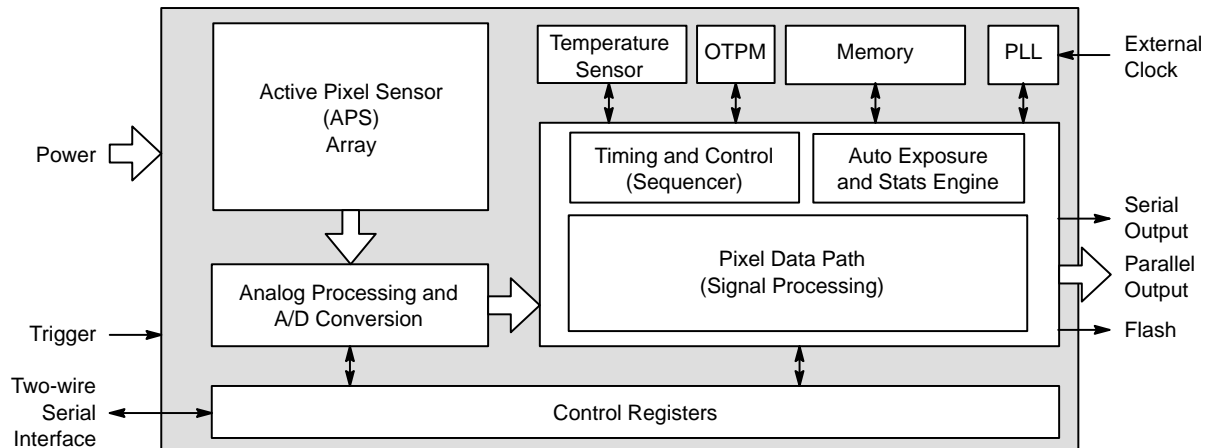 Temperature
Sensor
OTPM
Memory
PLL
External
Clock
Active Pixel Sensor
(APS)
Array
Power
Timing and Control
(Sequencer)
Auto Exposure
and Stats Engine
Serial
Output
Pixel Data Path
(Signal Processing)
Parallel
Output
Analog Processing and
A/D Conversion
Trigger
Flash
Two-wire
Serial
Interface
Control Registers